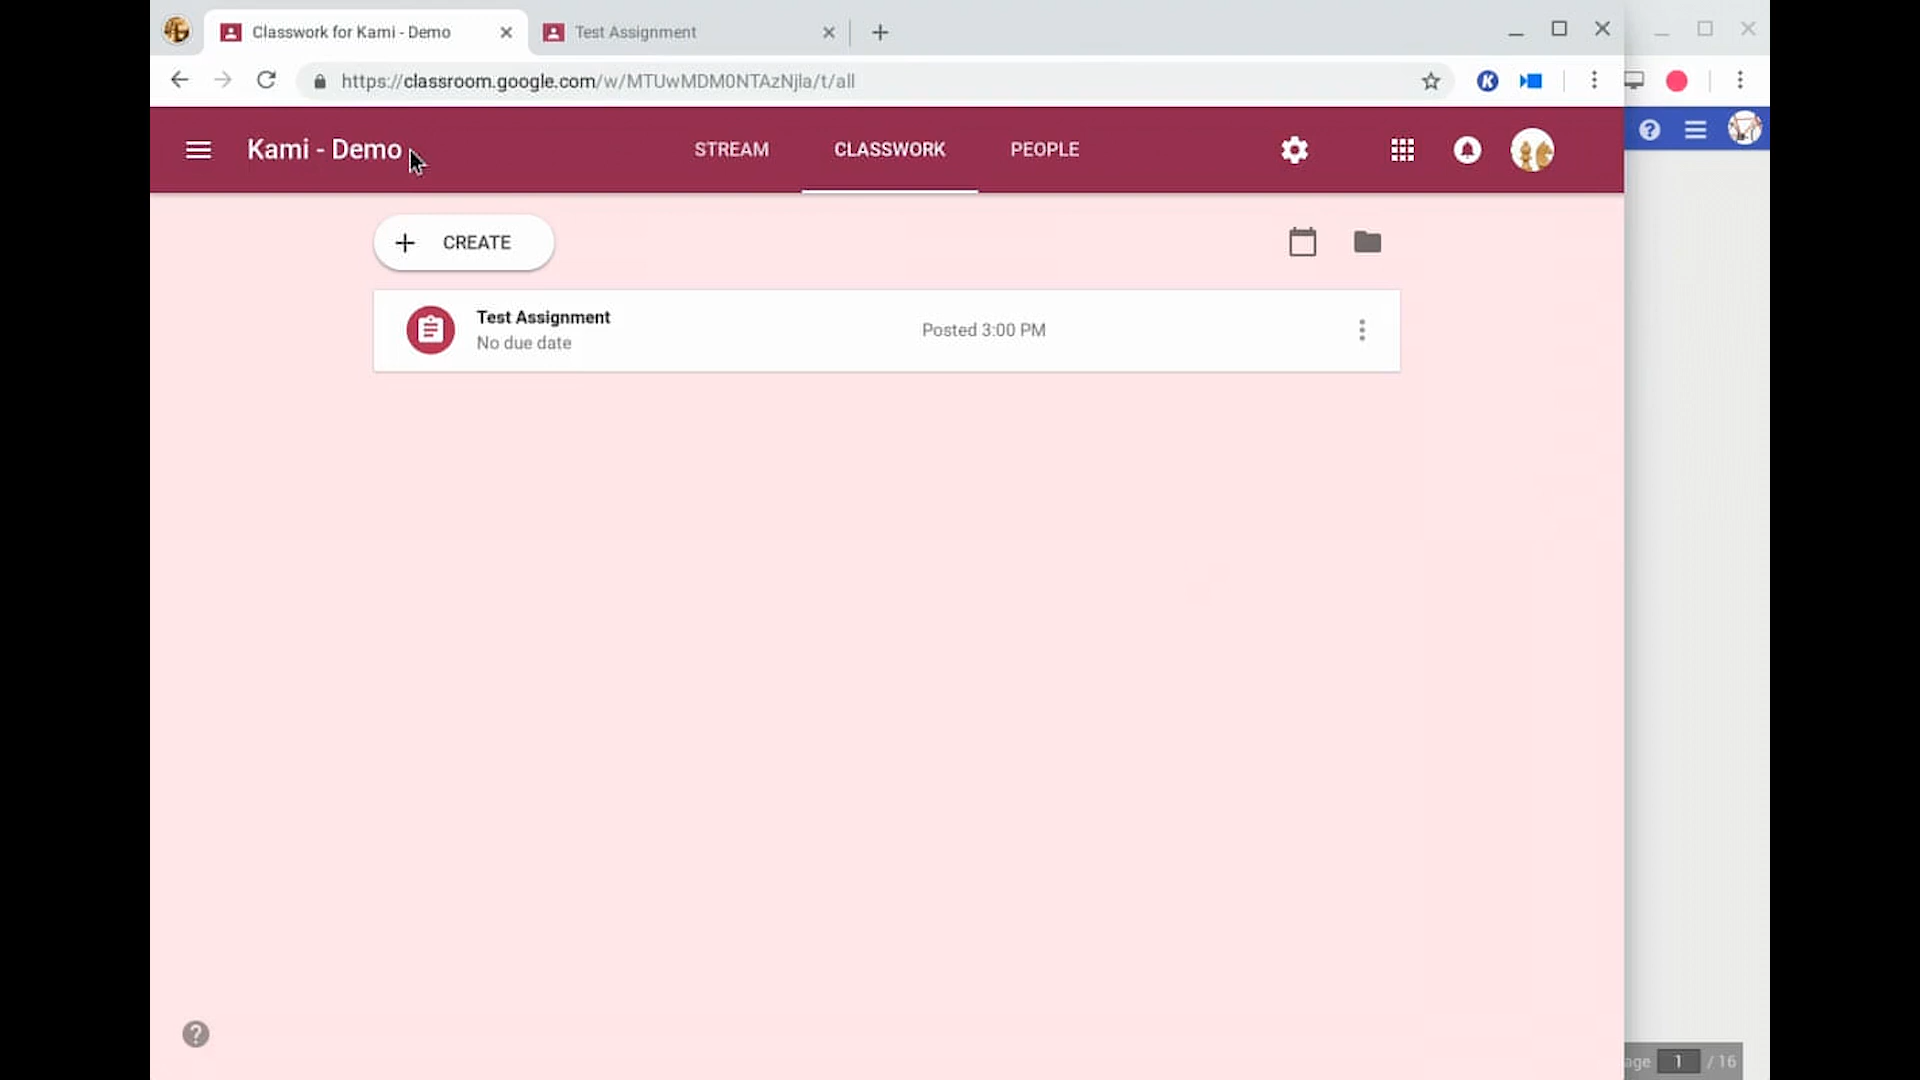 Classwork for Kami - Demo
Test Assignment
https://classroom.google.com/w/MTUwMDM0NTAzNjla/t/all
K
Kami - Demo
STREAM
CLASSWORK
PEOPLE
?
+ CREATE
Test Assignment
No due date
Posted 3:00 PM
?
age 1 / 16